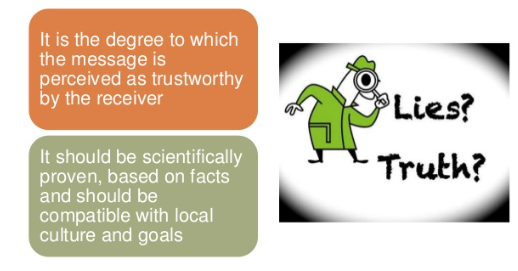 It is the degree to which
the message is
perceived as trustworthy
by the receiver
It should be scientifically
proven, based on facts
and should be
compatible with local
culture and goals
Lies?
Truth?